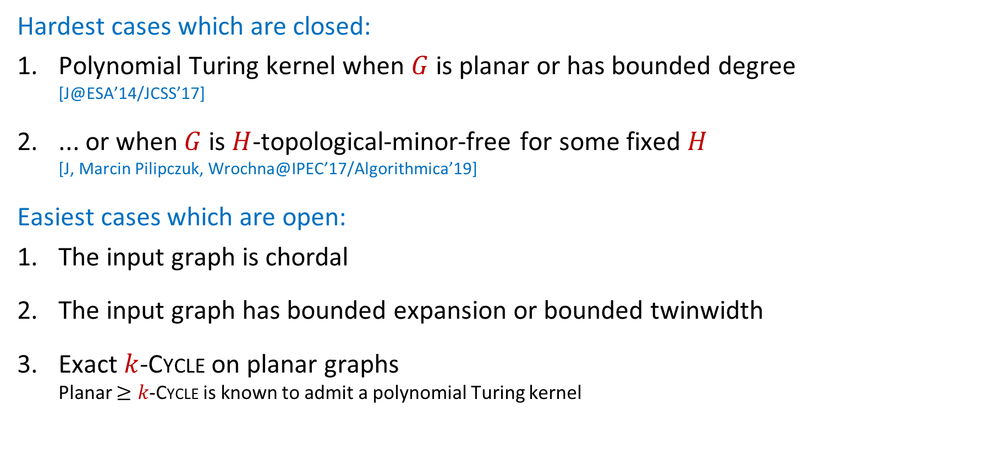 Hardest cases which are closed:
1. Polynomial Turing kernel when G is planar or has bounded degree
[J@ESA’14/JCSS’17]
2. ... or when G is H-topological-minor-free for some fixed H
[J, Marcin Pilipczuk, Wrochna@IPEC’17/Algorithmica’19]
Easiest cases which are open:
1. The input graph is chordal
2. The input graph has bounded expansion or bounded twinwidth
3. Exact k-CYCLE on planar graphs
Planar ≥ k-CYCLE is known to admit a polynomial Turing kernel